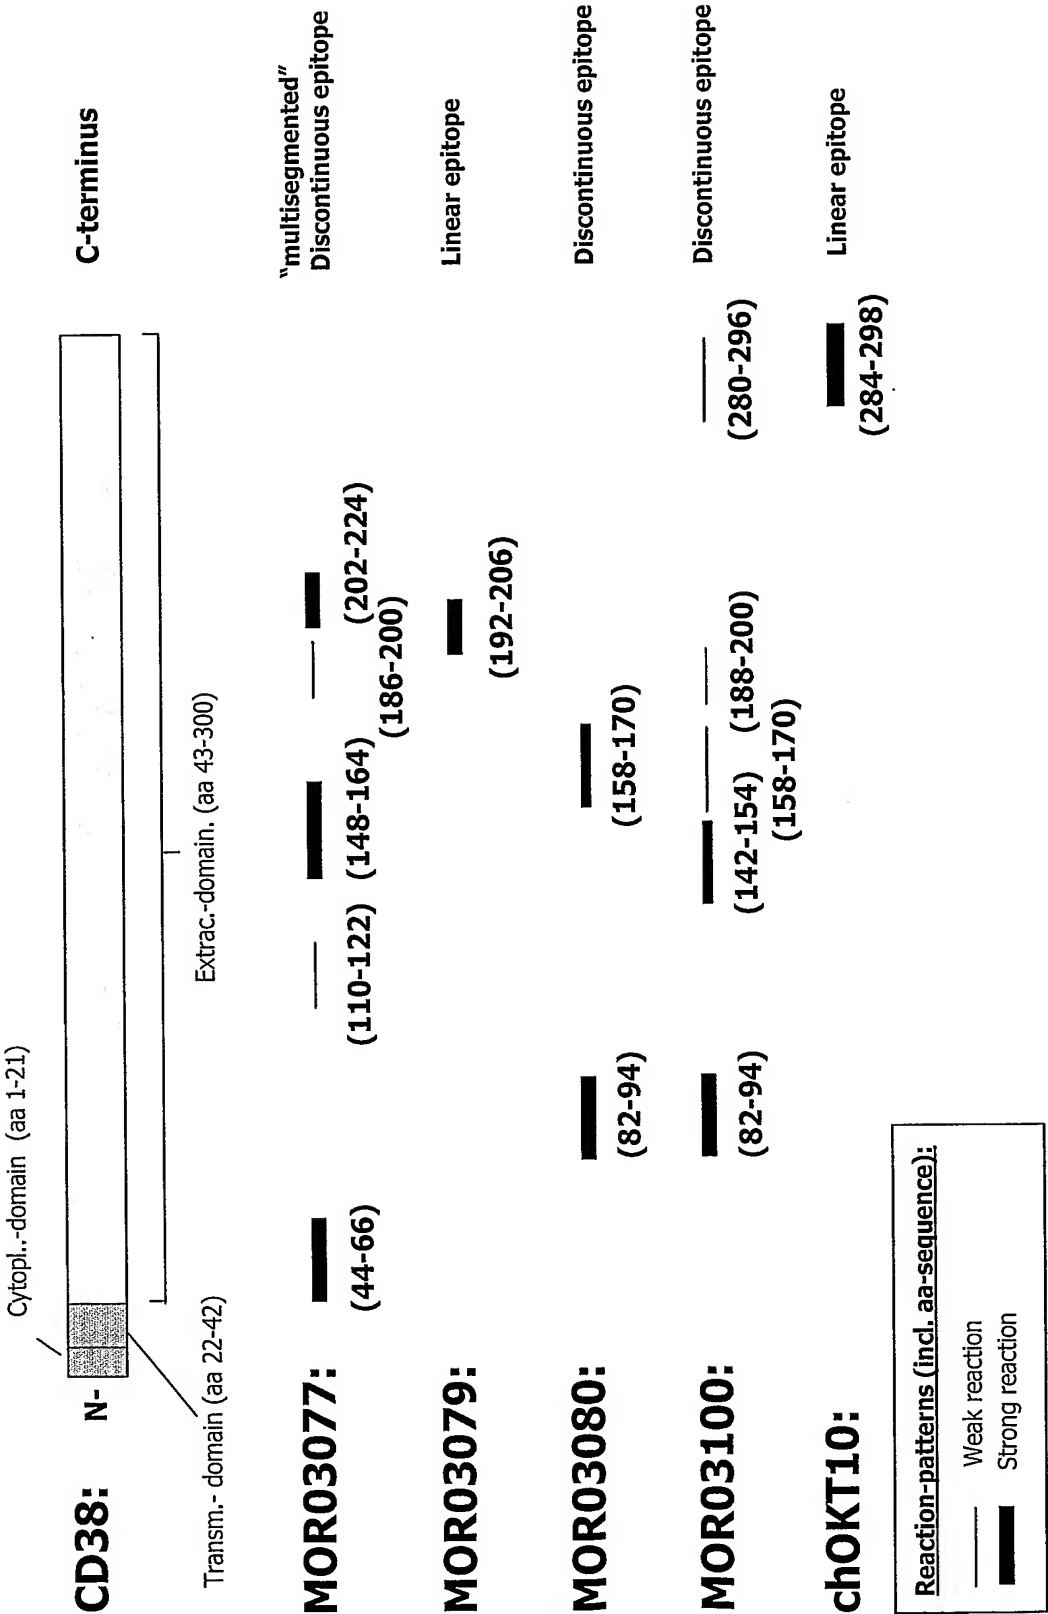 Cytopl..-domain (aa 1-21)
CD38:
N-
C-terminus
Transm.- domain (aa 22-42)
Extrac.-domain. (aa 43-300)
MOR03077:
(44-66)
(110-122)
(148-164)
(186-200)
(202-224)
"multisegmented"
Discontinuous epitope
MOR03079:
(192-206)
Linear epitope
MOR03080:
(82-94)
(158-170)
Discontinuous epitope
MOR03100:
(82-94)
(142-154)
(158-170)
(188-200)
(280-296)
Discontinuous epitope
chOKT10:
(284-298)
Linear epitope
Reaction-patterns (incl. aa-sequence):
Weak reaction
Strong reaction